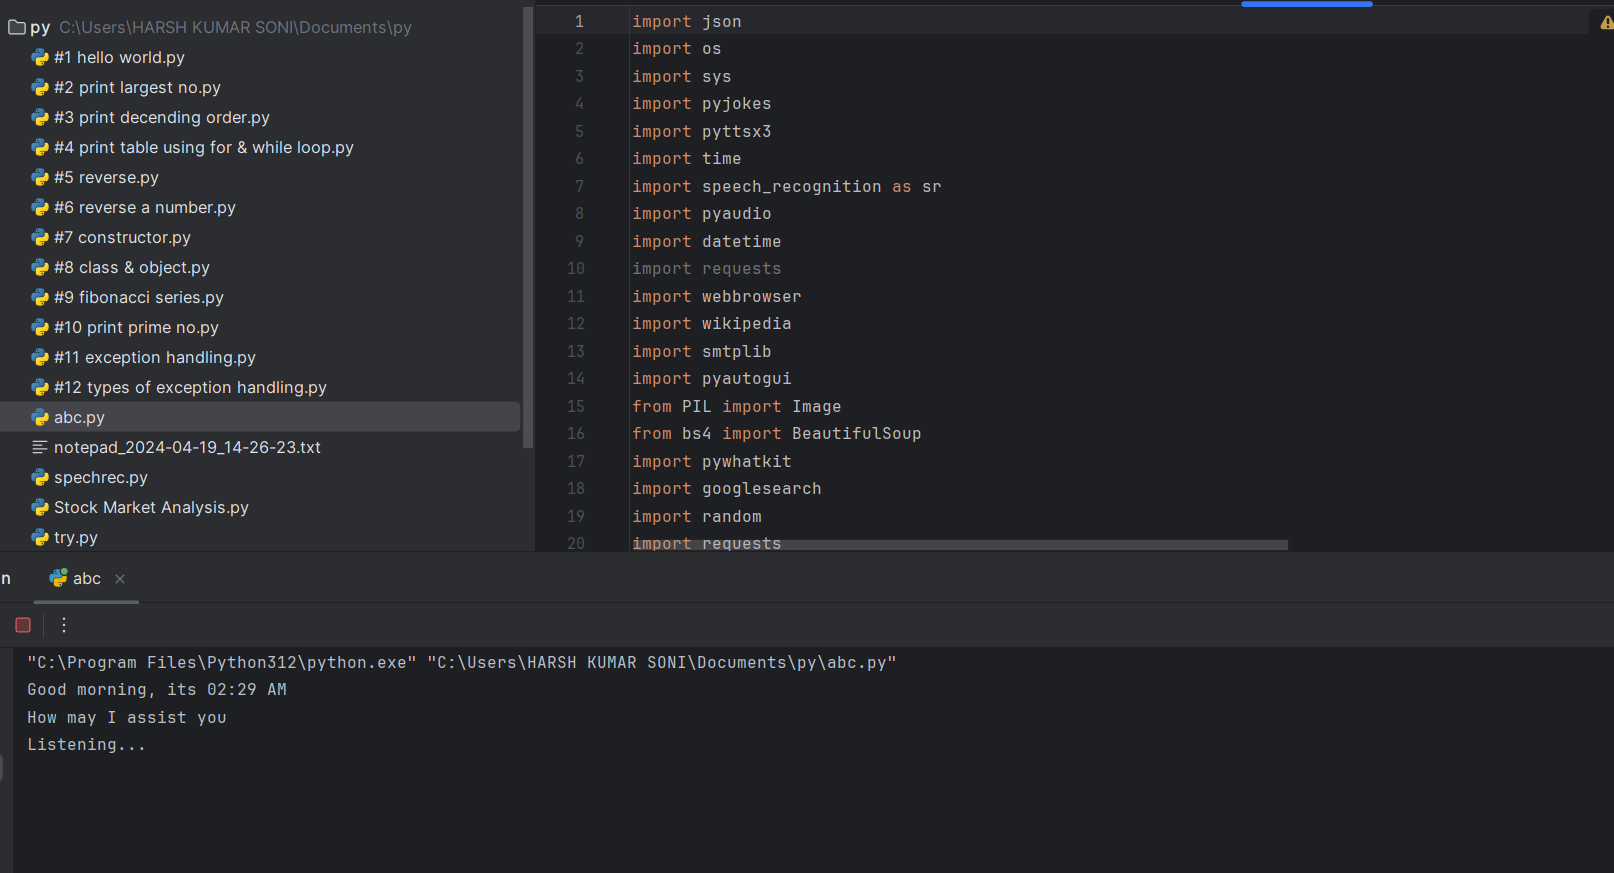 py C:\Users\HARSH KUMAR SONI\Documents\py
#1 hello world.py
#2 print largest no.py
#3 print decending order.py
#4 print table using for & while loop.py
#5 reverse.py
#6 reverse a number.py
#7 constructor.py
#8 class & object.py
#9 fibonacci series.py
#10 print prime no.py
#11 exception handling.py
#12 types of exception handling.py
abc.py
notepad_2024-04-19_14-26-23.txt
spechrec.py
Stock Market Analysis.py
try.py
1 import json
2 import os
3 import sys
4 import pyjokes
5 import pyttsx3
6 import time
7 import speech_recognition as sr
8 import pyaudio
9 import datetime
10 import requests
11 import webbrowser
12 import wikipedia
13 import smtplib
14 import pyautogui
15 from PIL import Image
16 from bs4 import BeautifulSoup
17 import pywhatkit
18 import googlesearch
19 import random
20 import requests
n abc
"C:\Program Files\Python312\python.exe" "C:\Users\HARSH KUMAR SONI\Documents\py\abc.py"
Good morning, its 02:29 AM
How may I assist you
Listening...